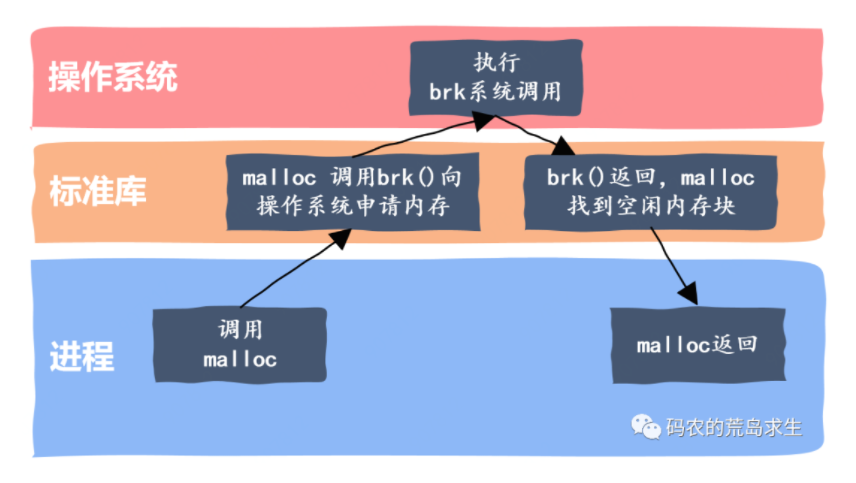 操作系统
执行
brk系统调用
标准库
malloc 调用brk()向
操作系统申请内存
brk()返回, malloc
找到空闲内存块
进程
调用
malloc
malloc返回
码农的荒岛求生